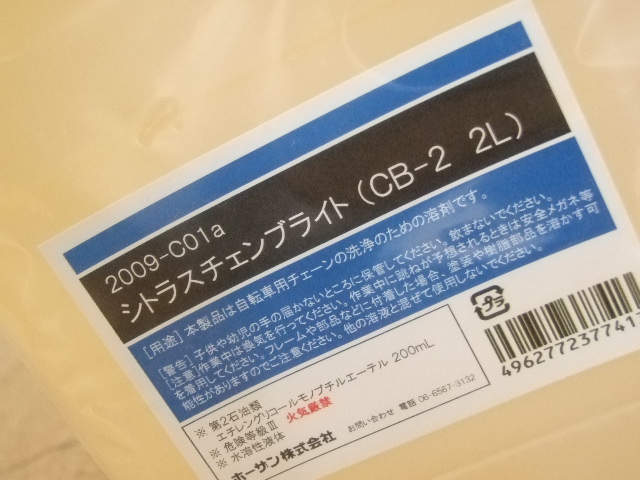 2009-C01a
シトラスチェンブライト (CB-2 2L)
[用途] 本製品は自転車用チェーンの洗浄のための溶剤です。
[警告] 子供や幼児の手の届かないところに保管してください。飲まないでください。
[注意] 作業中は換気を行ってください。作業中に跳ねが予想されるときは安全メガネ等
を着用してください。フレームや部品などに付着した場合、塗装や樹脂部品を溶かす可
能性がありますのでご注意ください。他の溶液と混ぜて使用しないでください。
※ 第2石油類
エチレングリコールモノブチルエーテル 200mL
※ 危険等級Ⅲ 火気厳禁
※ 水溶性液体
ホーザン株式会社 お問い合わせ 電話 06-6567-3132
プラ
496277237741